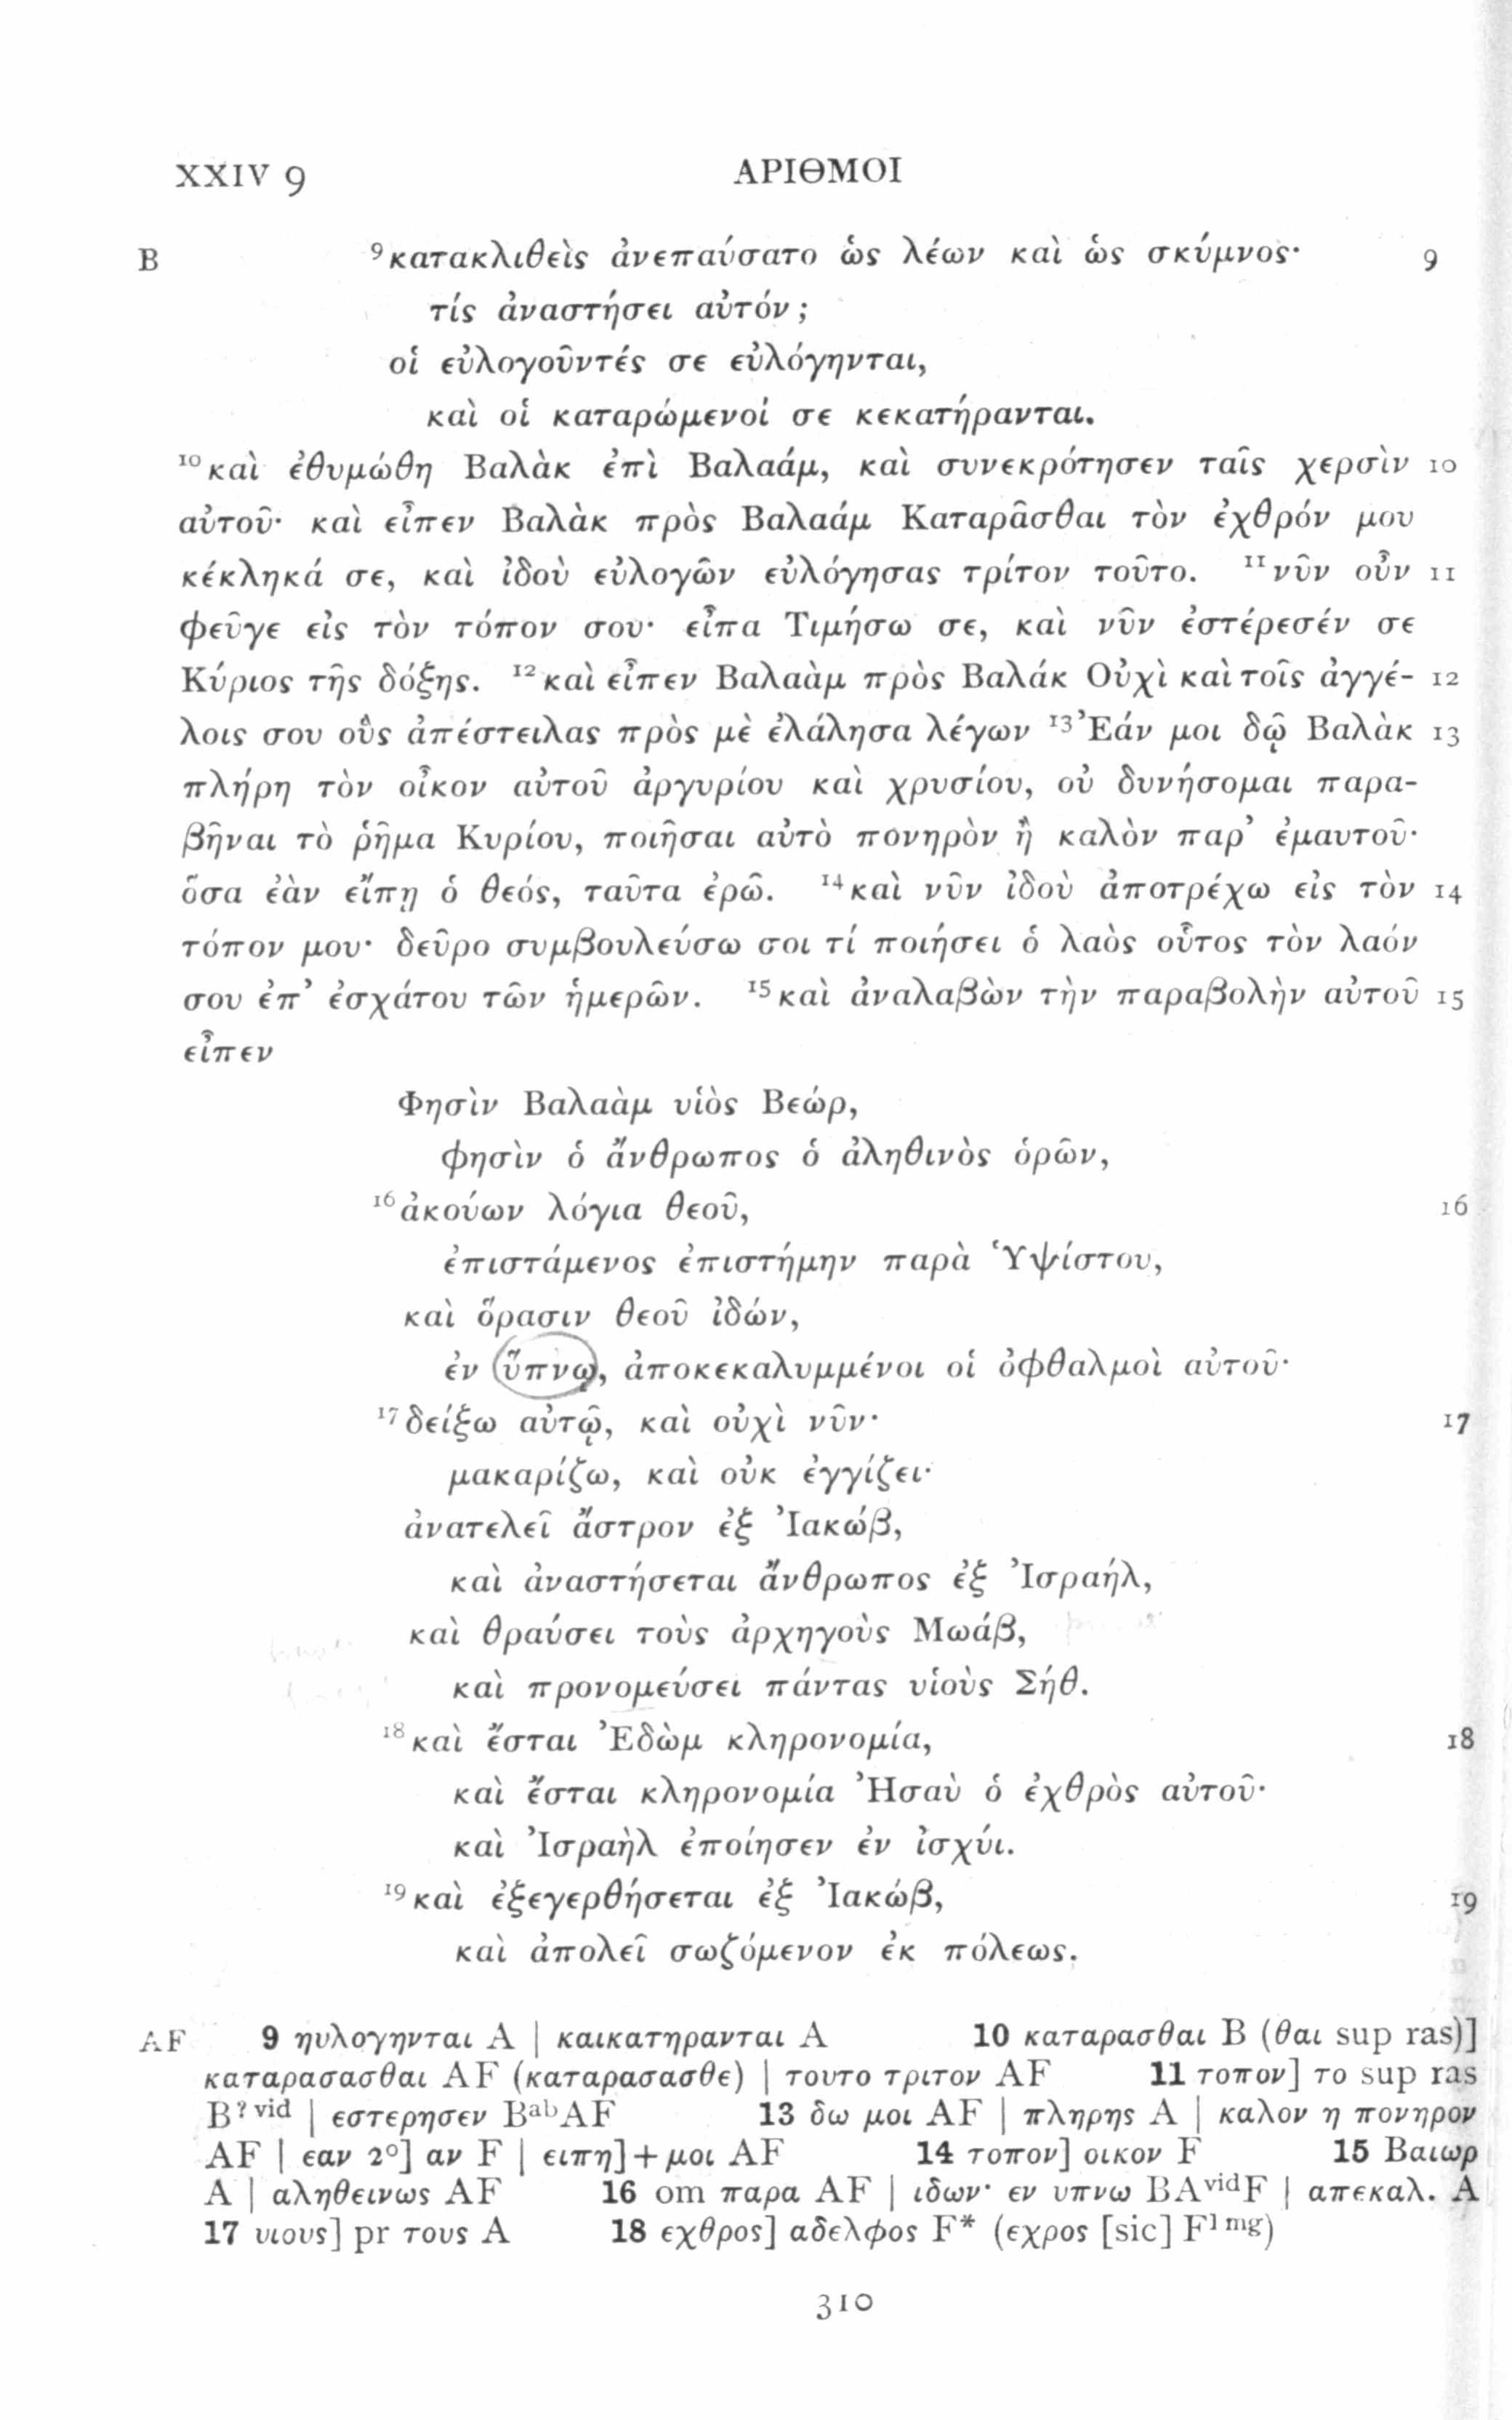 XXIV 9 ΑΡΙΘΜΟΙ
B ⁹κατακλιθεὶς ἀνεπαύσατο ὡς λέων καὶ ὡς σκύμνος· 9
τίς ἀναστήσει αὐτόν;
οἱ εὐλογοῦντές σε εὐλόγηνται,
καὶ οἱ καταρώμενοί σε κεκατήρανται.
¹⁰καὶ ἐθυμώθη Βαλὰκ ἐπὶ Βαλαάμ, καὶ συνεκρότησεν ταῖς χερσὶν 10
αὐτοῦ· καὶ εἶπεν Βαλὰκ πρὸς Βαλαάμ Καταρᾶσθαι τὸν ἐχθρόν μου
κέκληκά σε, καὶ ἰδοὺ εὐλογῶν εὐλόγησας τρίτον τοῦτο. ¹¹νῦν οὖν 11
φεῦγε εἰς τὸν τόπον σου· εἶπα Τιμήσω σε, καὶ νῦν ἐστέρεσέν σε
Κύριος τῆς δόξης. ¹²καὶ εἶπεν Βαλαὰμ πρὸς Βαλάκ Οὐχὶ καὶ τοῖς ἀγγέ- 12
λοις σου οὓς ἀπέστειλας πρὸς μὲ ἐλάλησα λέγων ¹³Ἐάν μοι δῷ Βαλὰκ 13
πλήρη τὸν οἶκον αὐτοῦ ἀργυρίου καὶ χρυσίου, οὐ δυνήσομαι παρα-
βῆναι τὸ ῥῆμα Κυρίου, ποιῆσαι αὐτὸ πονηρὸν ἢ καλὸν παρ᾽ ἐμαυτοῦ·
ὅσα ἐὰν εἴπῃ ὁ θεός, ταῦτα ἐρῶ. ¹⁴καὶ νῦν ἰδοὺ ἀποτρέχω εἰς τὸν 14
τόπον μου· δεῦρο συμβουλεύσω σοι τί ποιήσει ὁ λαὸς οὗτος τὸν λαόν
σου ἐπ᾽ ἐσχάτου τῶν ἡμερῶν. ¹⁵καὶ ἀναλαβὼν τὴν παραβολὴν αὐτοῦ 15
εἶπεν
Φησὶν Βαλαὰμ υἱὸς Βεώρ,
φησὶν ὁ ἄνθρωπος ὁ ἀληθινὸς ὁρῶν,
¹⁶ἀκούων λόγια θεοῦ, 16
ἐπιστάμενος ἐπιστήμην παρὰ Ὑψίστου,
καὶ ὅρασιν θεοῦ ἰδών,
ἐν ὕπνῳ, ἀποκεκαλυμμένοι οἱ ὀφθαλμοὶ αὐτοῦ·
¹⁷δείξω αὐτῷ, καὶ οὐχὶ νῦν· 17
μακαρίζω, καὶ οὐκ ἐγγίζει·
ἀνατελεῖ ἄστρον ἐξ Ἰακώβ,
καὶ ἀναστήσεται ἄνθρωπος ἐξ Ἰσραήλ,
καὶ θραύσει τοὺς ἀρχηγοὺς Μωάβ,
καὶ προνομεύσει πάντας υἱοὺς Σήθ.
¹⁸καὶ ἔσται Ἐδὼμ κληρονομία, 18
καὶ ἔσται κληρονομία Ἠσαὺ ὁ ἐχθρὸς αὐτοῦ·
καὶ Ἰσραὴλ ἐποίησεν ἐν ἰσχύι.
¹⁹καὶ ἐξεγερθήσεται ἐξ Ἰακώβ, 19
καὶ ἀπολεῖ σωζόμενον ἐκ πόλεως.
AF 9 ηυλογηνται A | καικατηρανται A 10 καταρασθαι B (θαι sup ras)]
καταρασασθαι AF (καταρασασθε) | τουτο τριτον AF 11 τοπον] το sup ras
B? vid | εστερησεν BabAF 13 δω μοι AF | πληρης A | καλον η πονηρον
AF | εαν 2°] αν F | ειπη]+μοι AF 14 τοπον] οικον F 15 Βαιωρ
A | αληθεινως AF 16 om παρα AF | ιδων· εν υπνω BAvidF | απεκαλ. A
17 υιους] pr τους A 18 εχθρος] αδελφος F* (εχρος [sic] F1 mg)
310